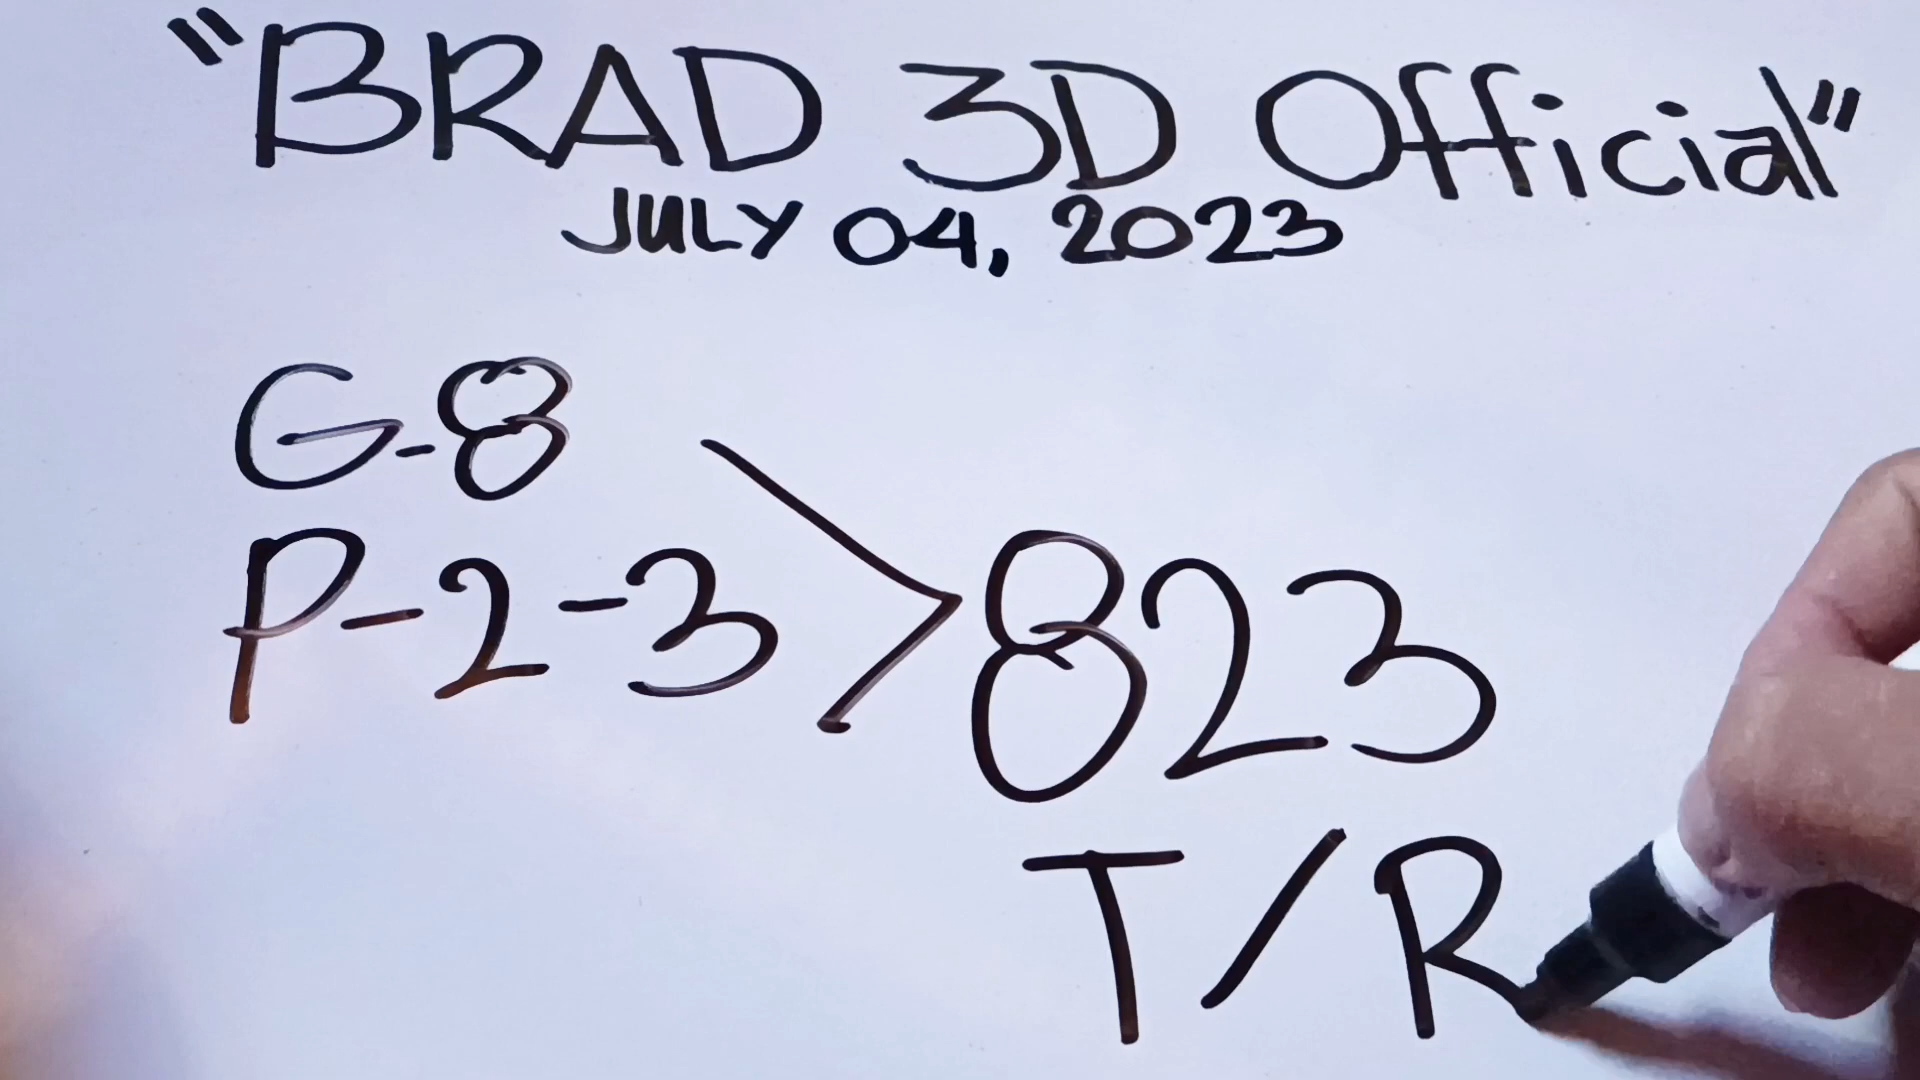 "BRAD 3D Official"
JULY 04, 2023
G-8
P-2-3
823
T/R